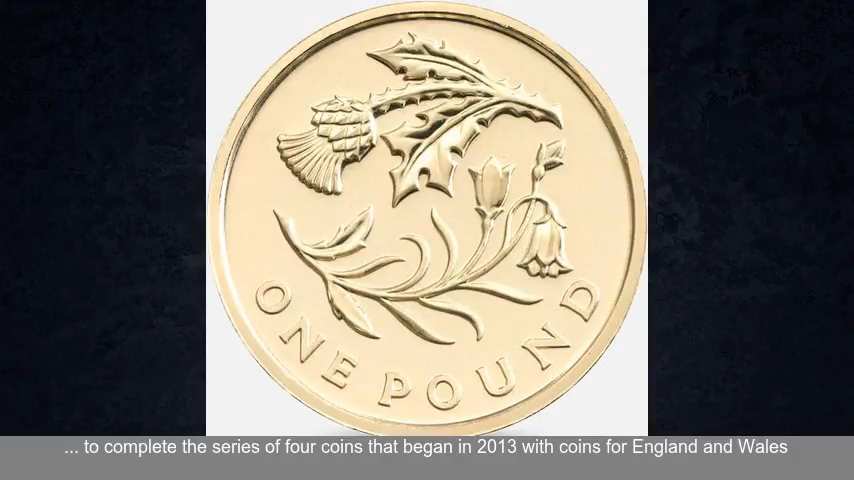 ONE POUND
... to complete the series of four coins that began in 2013 with coins for England and Wales